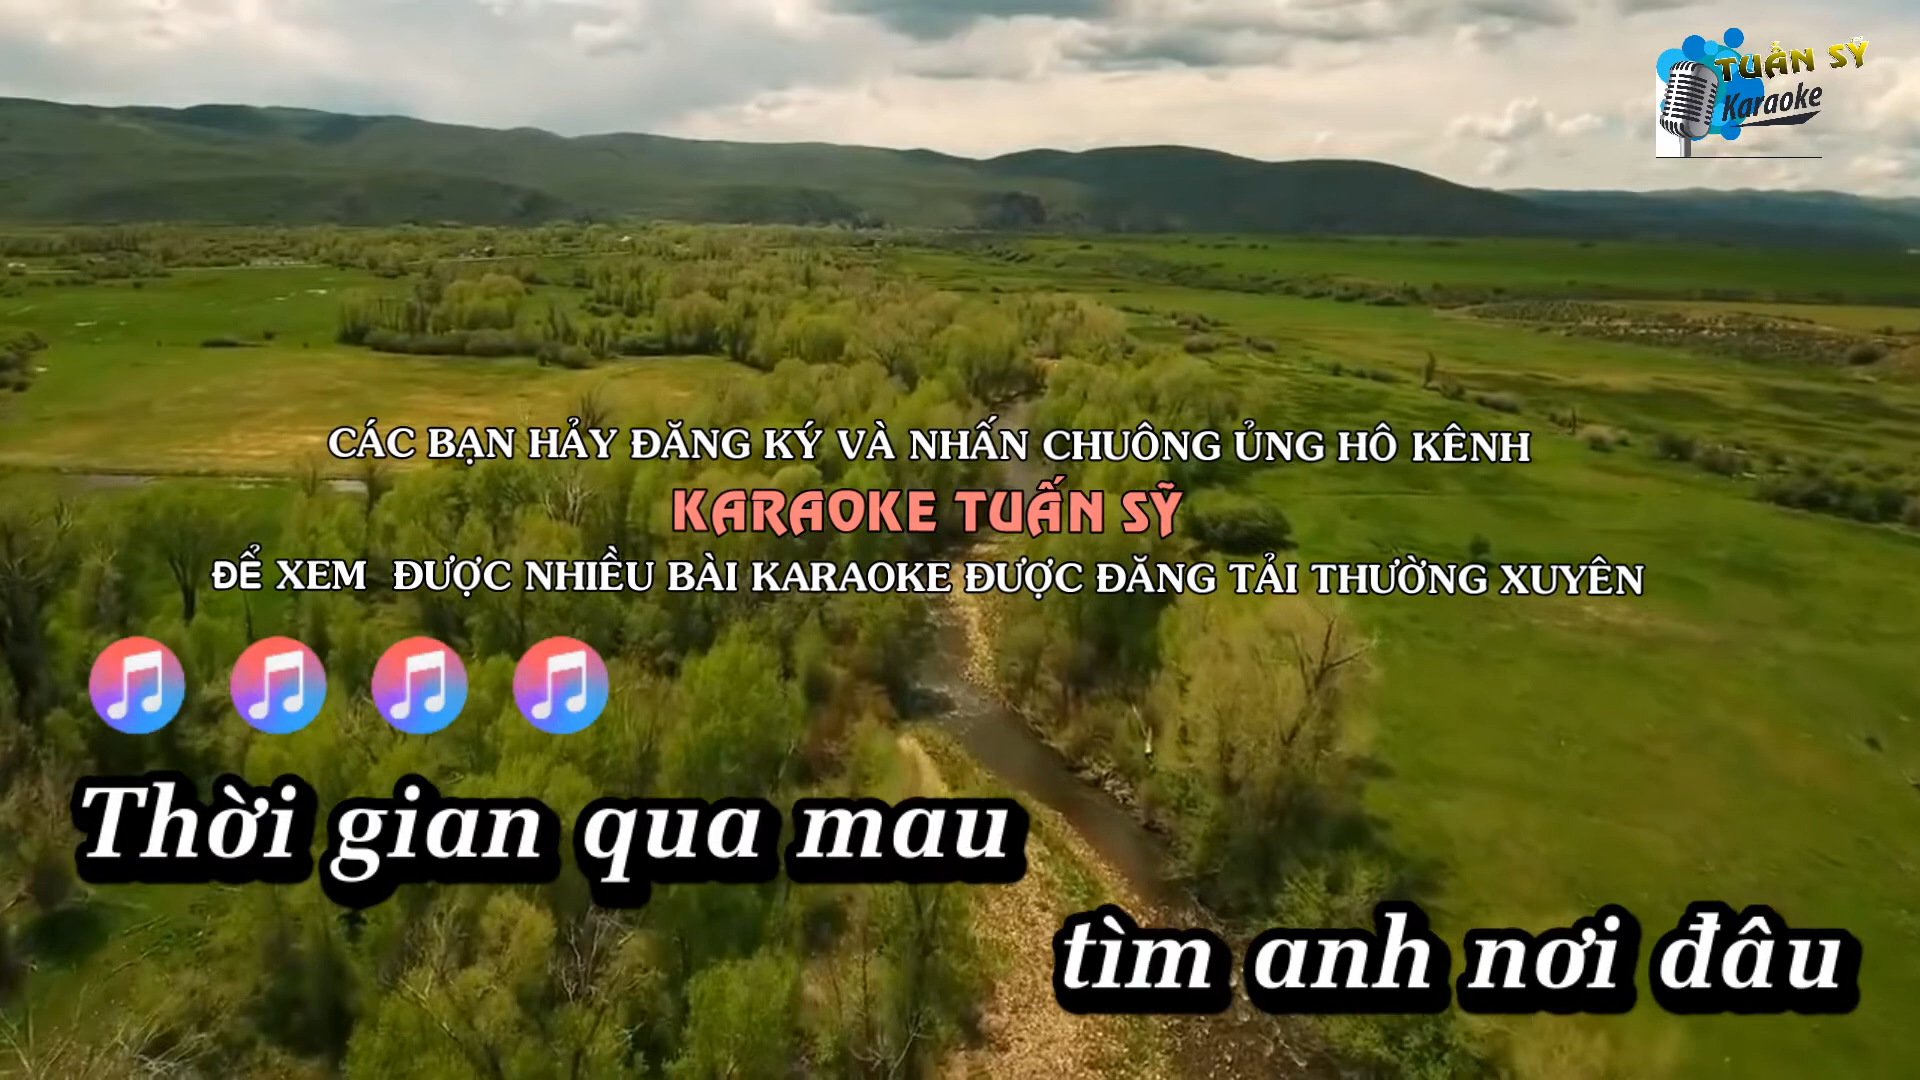 TUẤN SỸ
Karaoke
CÁC BẠN HẢY ĐĂNG KÝ VÀ NHẤN CHUÔNG ỦNG HÔ KÊNH
KARAOKE TUẤN SỸ
ĐỂ XEM ĐƯỢC NHIỀU BÀI KARAOKE ĐƯỢC ĐĂNG TẢI THƯỜNG XUYÊN
Thời gian qua mau
tìm anh nơi đâu